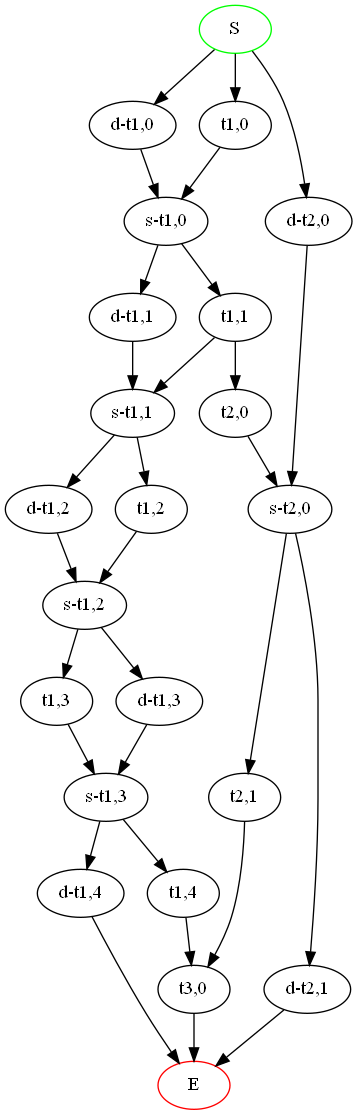 S
d-t1,0
t1,0
s-t1,0
d-t2,0
d-t1,1
t1,1
s-t1,1
t2,0
d-t1,2
t1,2
s-t2,0
s-t1,2
t1,3
d-t1,3
s-t1,3
t2,1
d-t1,4
t1,4
t3,0
d-t2,1
E